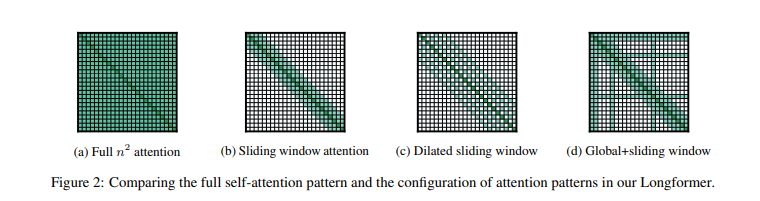 (a) Full n² attention
(b) Sliding window attention
(c) Dilated sliding window
(d) Global+sliding window
Figure 2: Comparing the full self-attention pattern and the configuration of attention patterns in our Longformer.